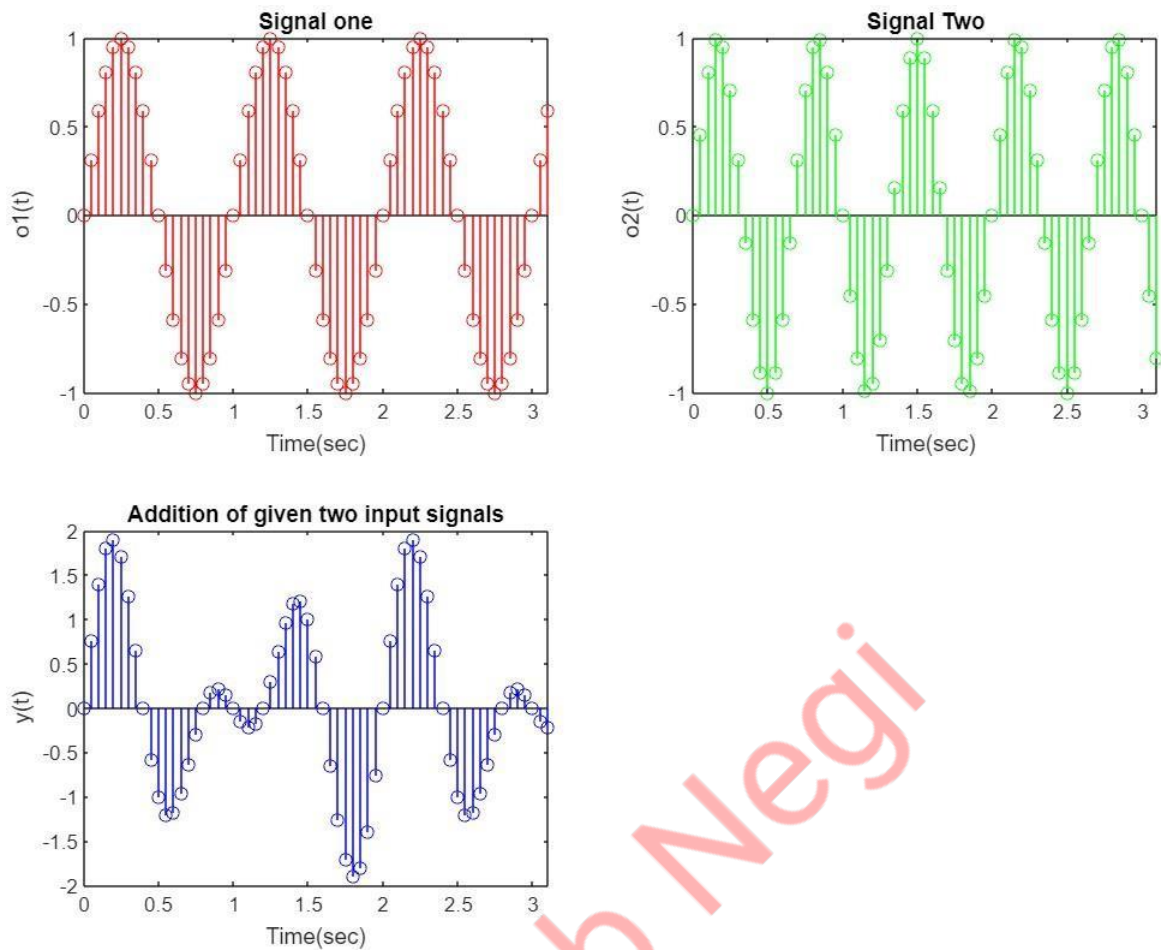 Signal one
1
0.5
0
-0.5
-1
o1(t)
0 0.5 1 1.5 2 2.5 3
Time(sec)
Signal Two
1
0.5
0
-0.5
-1
o2(t)
0 0.5 1 1.5 2 2.5 3
Time(sec)
Addition of given two input signals
2
1.5
1
0.5
0
-0.5
-1
-1.5
-2
y(t)
0 0.5 1 1.5 2 2.5 3
Time(sec)
b Negi